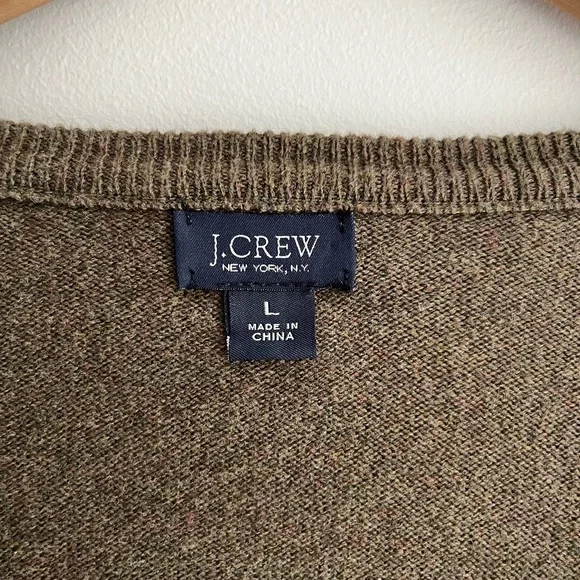 J.CREW
NEW YORK, N.Y.
L
MADE IN
CHINA